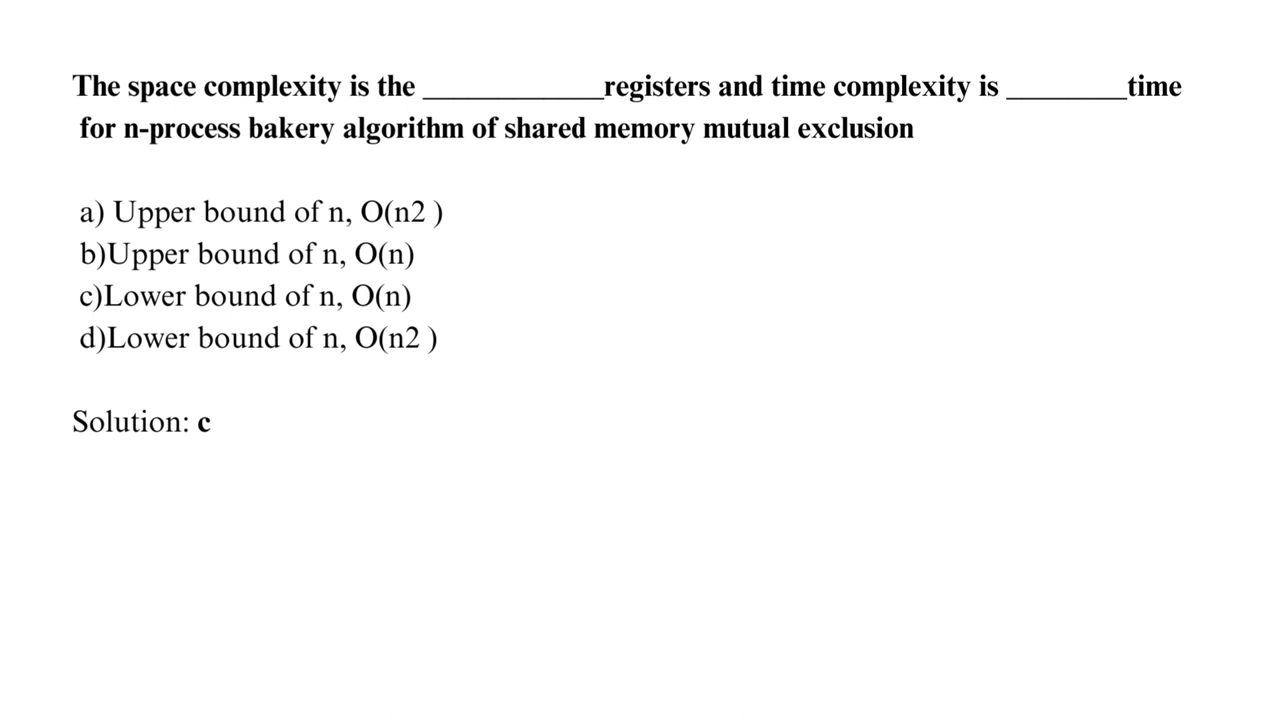 The space complexity is the ____________registers and time complexity is ________time
for n-process bakery algorithm of shared memory mutual exclusion
a) Upper bound of n, O(n2 )
b)Upper bound of n, O(n)
c)Lower bound of n, O(n)
d)Lower bound of n, O(n2 )
Solution: c